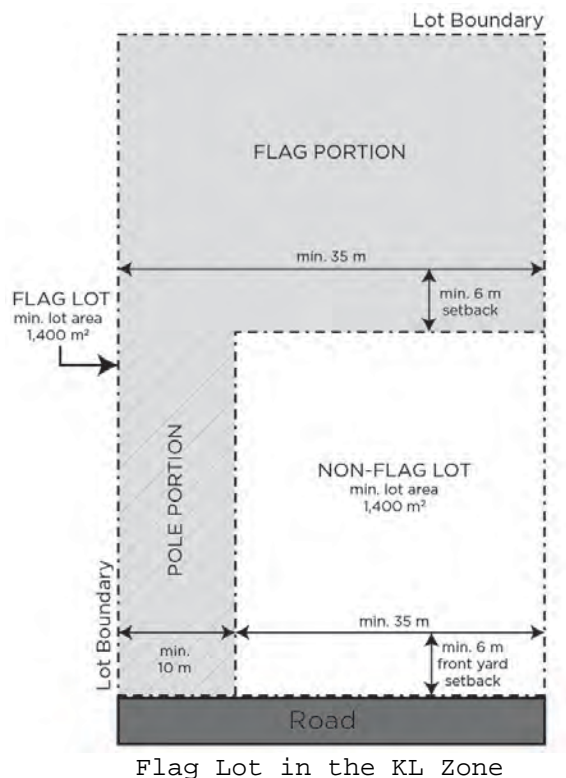 Lot Boundary
FLAG PORTION
min. 35 m
min. 6 m
setback
FLAG LOT
min. lot area
1,400 m²
POLE PORTION
NON-FLAG LOT
min. lot area
1,400 m²
Lot Boundary
min.
10 m
min. 35 m
min. 6 m
front yard
setback
Road
Flag Lot in the KL Zone